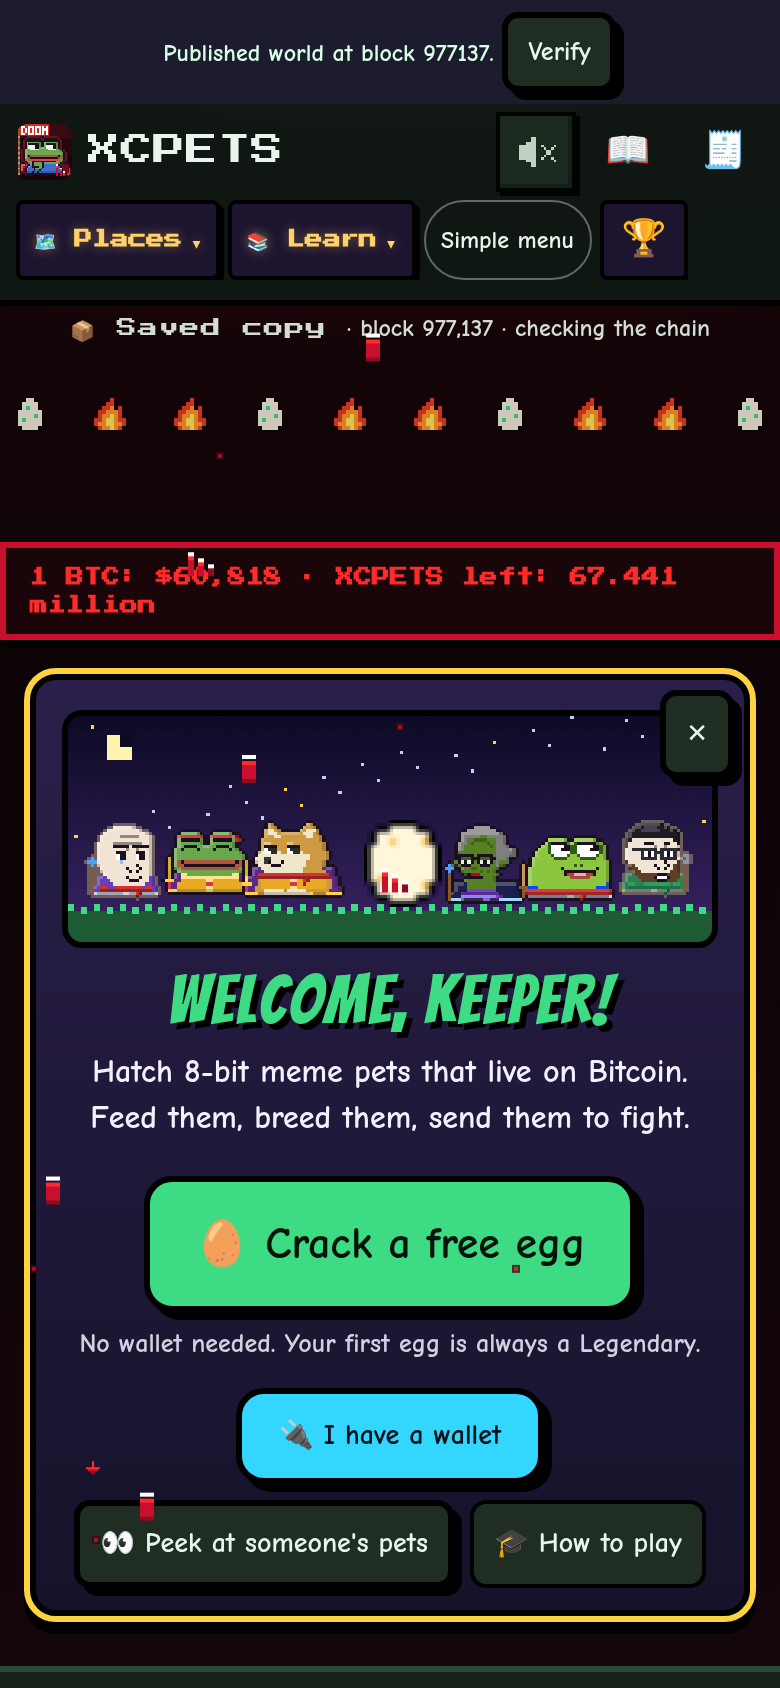 Published world at block 977137.
Verify
DOOM
XCPETS
Places ▾
Learn ▾
Simple menu
Saved copy · block 977,137 · checking the chain
1 BTC: $60,818 · XCPETS left: 67.441
million
×
WELCOME, KEEPER!
Hatch 8-bit meme pets that live on Bitcoin.
Feed them, breed them, send them to fight.
Crack a free egg
No wallet needed. Your first egg is always a Legendary.
I have a wallet
Peek at someone's pets
How to play